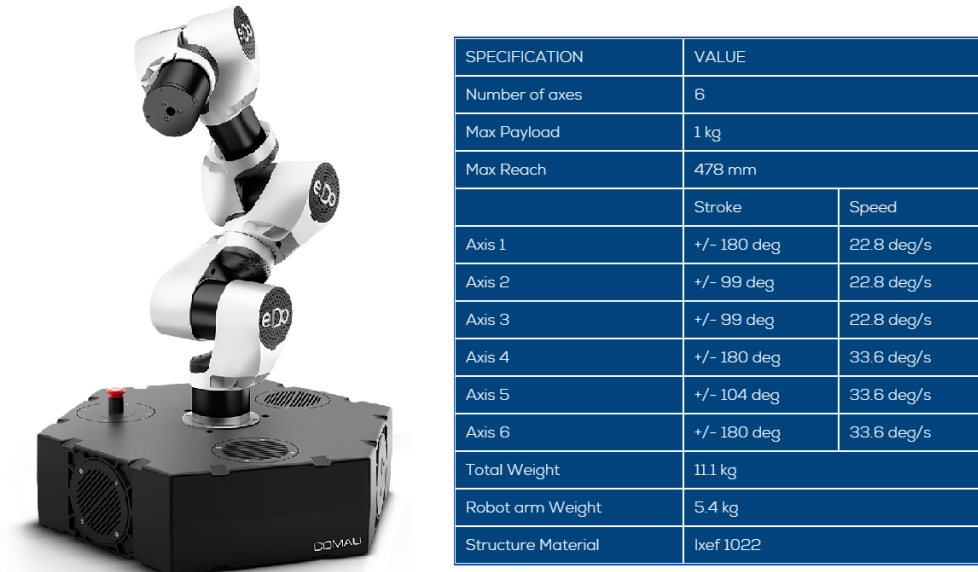 e.DO
e.DO
e.DO
COMAU
SPECIFICATION VALUE
Number of axes 6
Max Payload 1 kg
Max Reach 478 mm
Stroke Speed
Axis 1 +/- 180 deg 22.8 deg/s
Axis 2 +/- 99 deg 22.8 deg/s
Axis 3 +/- 99 deg 22.8 deg/s
Axis 4 +/- 180 deg 33.6 deg/s
Axis 5 +/- 104 deg 33.6 deg/s
Axis 6 +/- 180 deg 33.6 deg/s
Total Weight 11.1 kg
Robot arm Weight 5.4 kg
Structure Material Ixef 1022